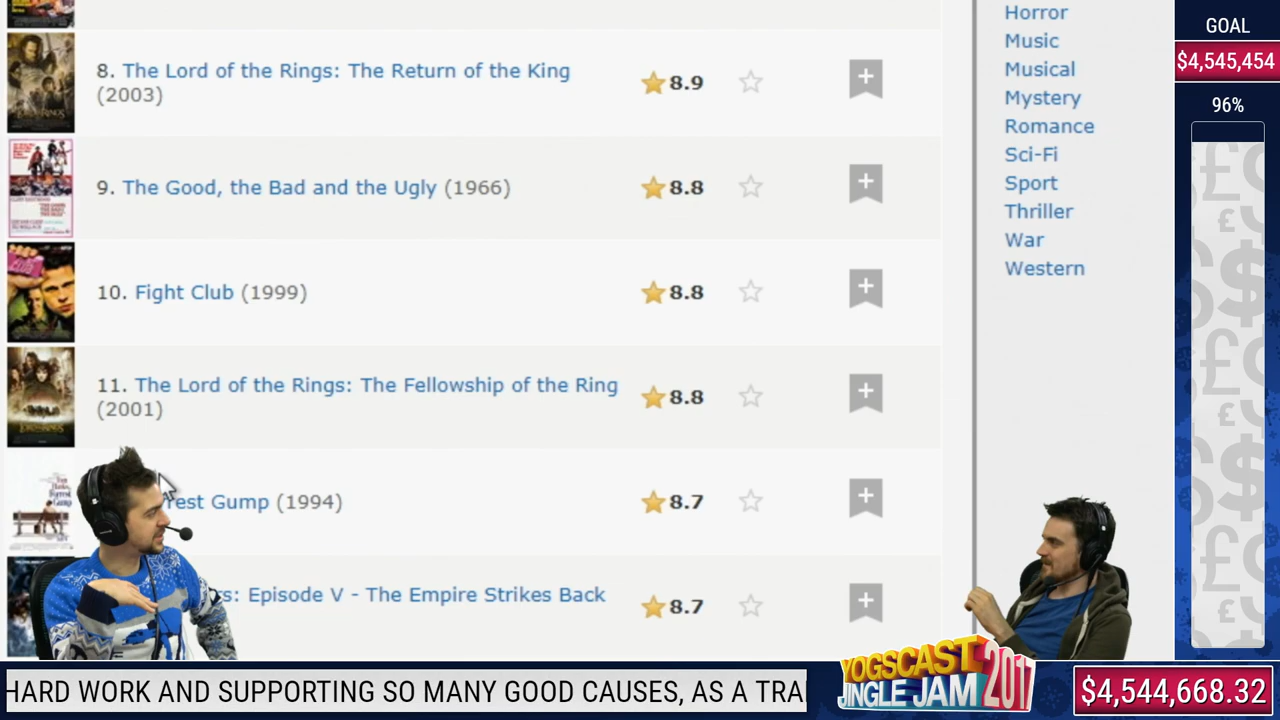 8. The Lord of the Rings: The Return of the King
(2003)
8.9
9. The Good, the Bad and the Ugly (1966)
8.8
10. Fight Club (1999)
8.8
11. The Lord of the Rings: The Fellowship of the Ring
(2001)
8.8
rest Gump (1994)
8.7
rs: Episode V - The Empire Strikes Back
8.7
Horror
Music
Musical
Mystery
Romance
Sci-Fi
Sport
Thriller
War
Western
GOAL
$4,545,454
96%
HARD WORK AND SUPPORTING SO MANY GOOD CAUSES, AS A TRA
YOGSCAST
JINGLE JAM 2017
$4,544,668.32